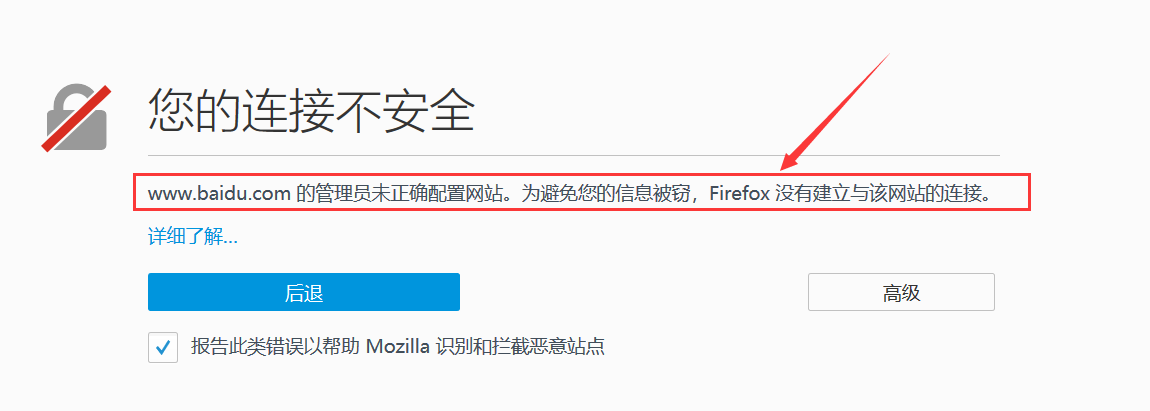 您的连接不安全
www.baidu.com 的管理员未正确配置网站。为避免您的信息被窃，Firefox 没有建立与该网站的连接。
详细了解...
后退
高级
报告此类错误以帮助 Mozilla 识别和拦截恶意站点